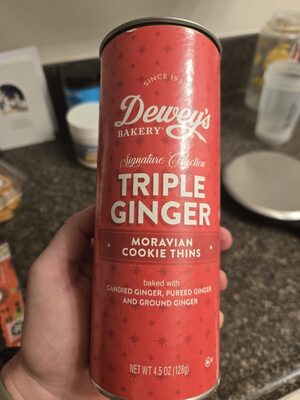 SINCE 1930
Dewey's
BAKERY
Signature Collection
TRIPLE
GINGER
MORAVIAN
COOKIE THINS
baked with
CANDIED GINGER, PUREED GINGER
AND GROUND GINGER
NET WT 4.5 OZ (128g)